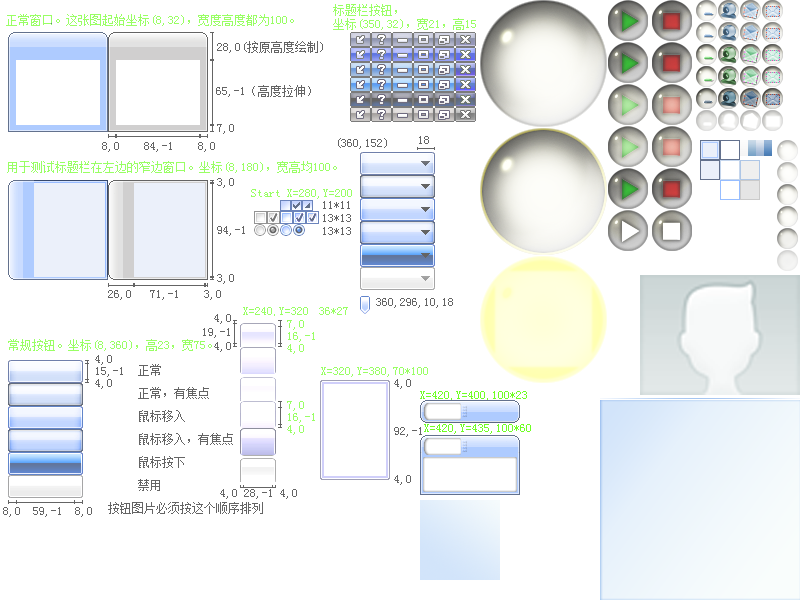 正常窗口。这张图起始坐标(8,32)，宽度高度都为100。
28,0(按原高度绘制)
65,-1（高度拉伸）
7,0
8,0
84,-1
8,0
标题栏按钮，
坐标(350,32)，宽21，高15
用于测试标题栏在左边的窄边窗口。坐标(8,180)，宽高均100。
3,0
94,-1
3,0
26,0
71,-1
3,0
Start X=280,Y=200
11*11
13*13
13*13
(360,152)
18
360,296,10,18
常规按钮。坐标(8,360)，高23，宽75。
4,0
15,-1
4,0
正常
正常，有焦点
鼠标移入
鼠标移入，有焦点
鼠标按下
禁用
8,0
59,-1
8,0
按钮图片必须按这个顺序排列
X=240,Y=320 36*27
4,0
19,-1
4,0
7,0
16,-1
4,0
7,0
16,-1
4,0
4,0
28,-1
4,0
X=320,Y=380,70*100
4,0
92,-1
4,0
X=420,Y=400,100*23
X=420,Y=435,100*60